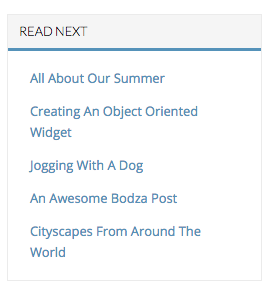 READ NEXT
All About Our Summer
Creating An Object Oriented
Widget
Jogging With A Dog
An Awesome Bodza Post
Cityscapes From Around The
World